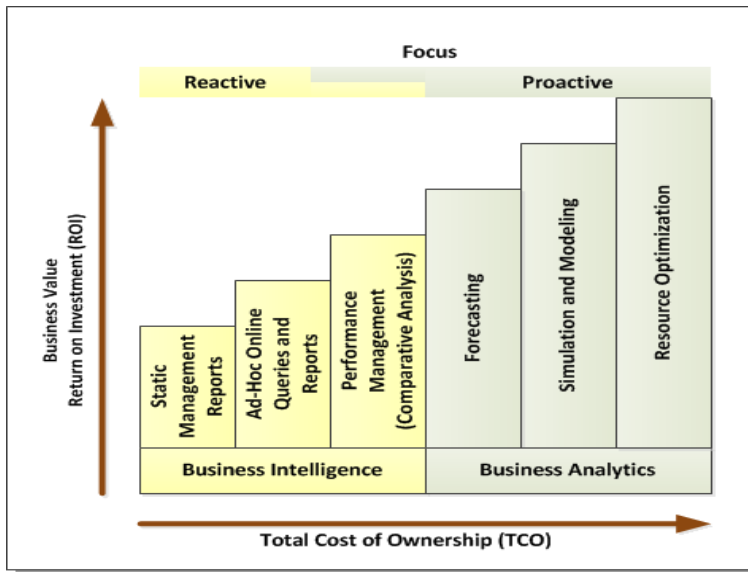 Focus
Reactive
Proactive
Business Value
Return on Investment (ROI)
Static
Management
Reports
Ad-Hoc Online
Queries and
Reports
Performance
Management
(Comparative Analysis)
Forecasting
Simulation and Modeling
Resource Optimization
Business Intelligence
Business Analytics
Total Cost of Ownership (TCO)